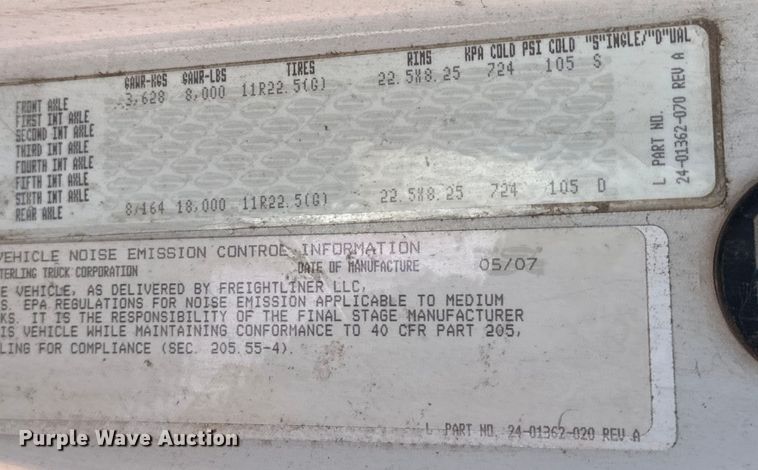 GAWR-KGS GAWR-LBS TIRES RIMS KPA COLD PSI COLD "S"INGLE/"D"UAL
FRONT AXLE 3,628 8,000 11R22.5(G) 22.5X8.25 724 105 S
FIRST INT AXLE
SECOND INT AXLE
THIRD INT AXLE
FOURTH INT AXLE
FIFTH INT AXLE
SIXTH INT AXLE
REAR AXLE 8,164 18,000 11R22.5(G) 22.5X8.25 724 105 D
L PART NO.
24-01362-070 REV A
VEHICLE NOISE EMISSION CONTROL INFORMATION
TERLING TRUCK CORPORATION DATE OF MANUFACTURE 05/07
E VEHICLE, AS DELIVERED BY FREIGHTLINER LLC,
S. EPA REGULATIONS FOR NOISE EMISSION APPLICABLE TO MEDIUM
KS. IT IS THE RESPONSIBILITY OF THE FINAL STAGE MANUFACTURER
IS VEHICLE WHILE MAINTAINING CONFORMANCE TO 40 CFR PART 205,
LING FOR COMPLIANCE (SEC. 205.55-4).
L PART NO. 24-01362-020 REV A
Purple Wave Auction